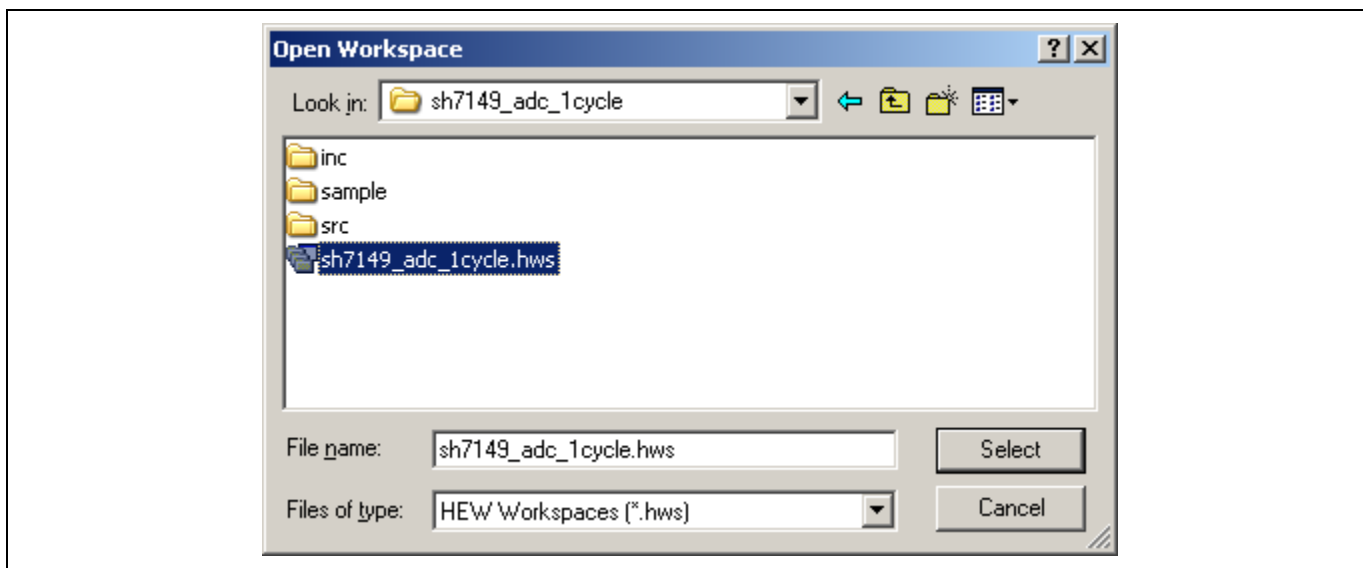 Open Workspace
Look in: sh7149_adc_1cycle
inc
sample
src
sh7149_adc_1cycle.hws
File name: sh7149_adc_1cycle.hws Select
Files of type: HEW Workspaces (*.hws) Cancel